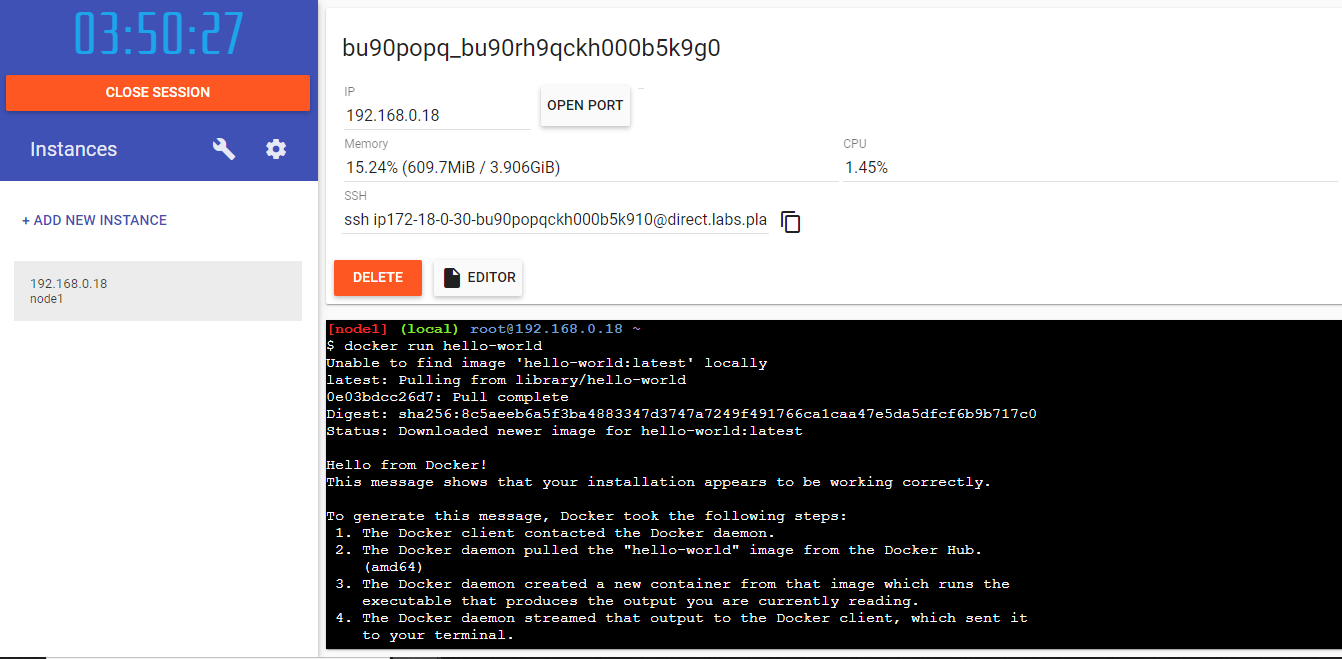 03:50:27
CLOSE SESSION
Instances
+ ADD NEW INSTANCE
192.168.0.18
node1
bu90popq_bu90rh9qckh000b5k9g0
IP
192.168.0.18
OPEN PORT
Memory
15.24% (609.7MiB / 3.906GiB)
CPU
1.45%
SSH
ssh ip172-18-0-30-bu90popqckh000b5k910@direct.labs.pla
DELETE
EDITOR
[node1] (local) root@192.168.0.18 ~
$ docker run hello-world
Unable to find image 'hello-world:latest' locally
latest: Pulling from library/hello-world
0e03bdcc26d7: Pull complete
Digest: sha256:8c5aeeb6a5f3ba4883347d3747a7249f491766ca1caa47e5da5dfcf6b9b717c0
Status: Downloaded newer image for hello-world:latest
Hello from Docker!
This message shows that your installation appears to be working correctly.
To generate this message, Docker took the following steps:
1. The Docker client contacted the Docker daemon.
2. The Docker daemon pulled the "hello-world" image from the Docker Hub.
(amd64)
3. The Docker daemon created a new container from that image which runs the
executable that produces the output you are currently reading.
4. The Docker daemon streamed that output to the Docker client, which sent it
to your terminal.